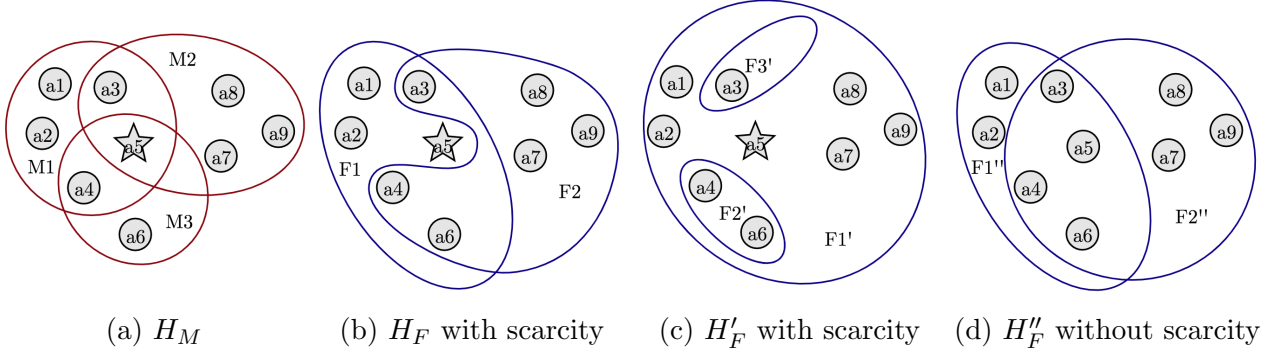 M2
a1 a3 a8
a2 a5 a9
M1 a7
a4
a6 M3
(a) H_M
a1 a3 a8
a2 a5 a9
F1 a7
a4 F2
a6
(b) H_F with scarcity
F3'
a1 a3 a8
a2 a5 a9
a7
a4
F2'
a6 F1'
(c) H'_F with scarcity
a1 a3 a8
a2 a5 a9
F1'' a7
a4
a6 F2''
(d) H''_F without scarcity